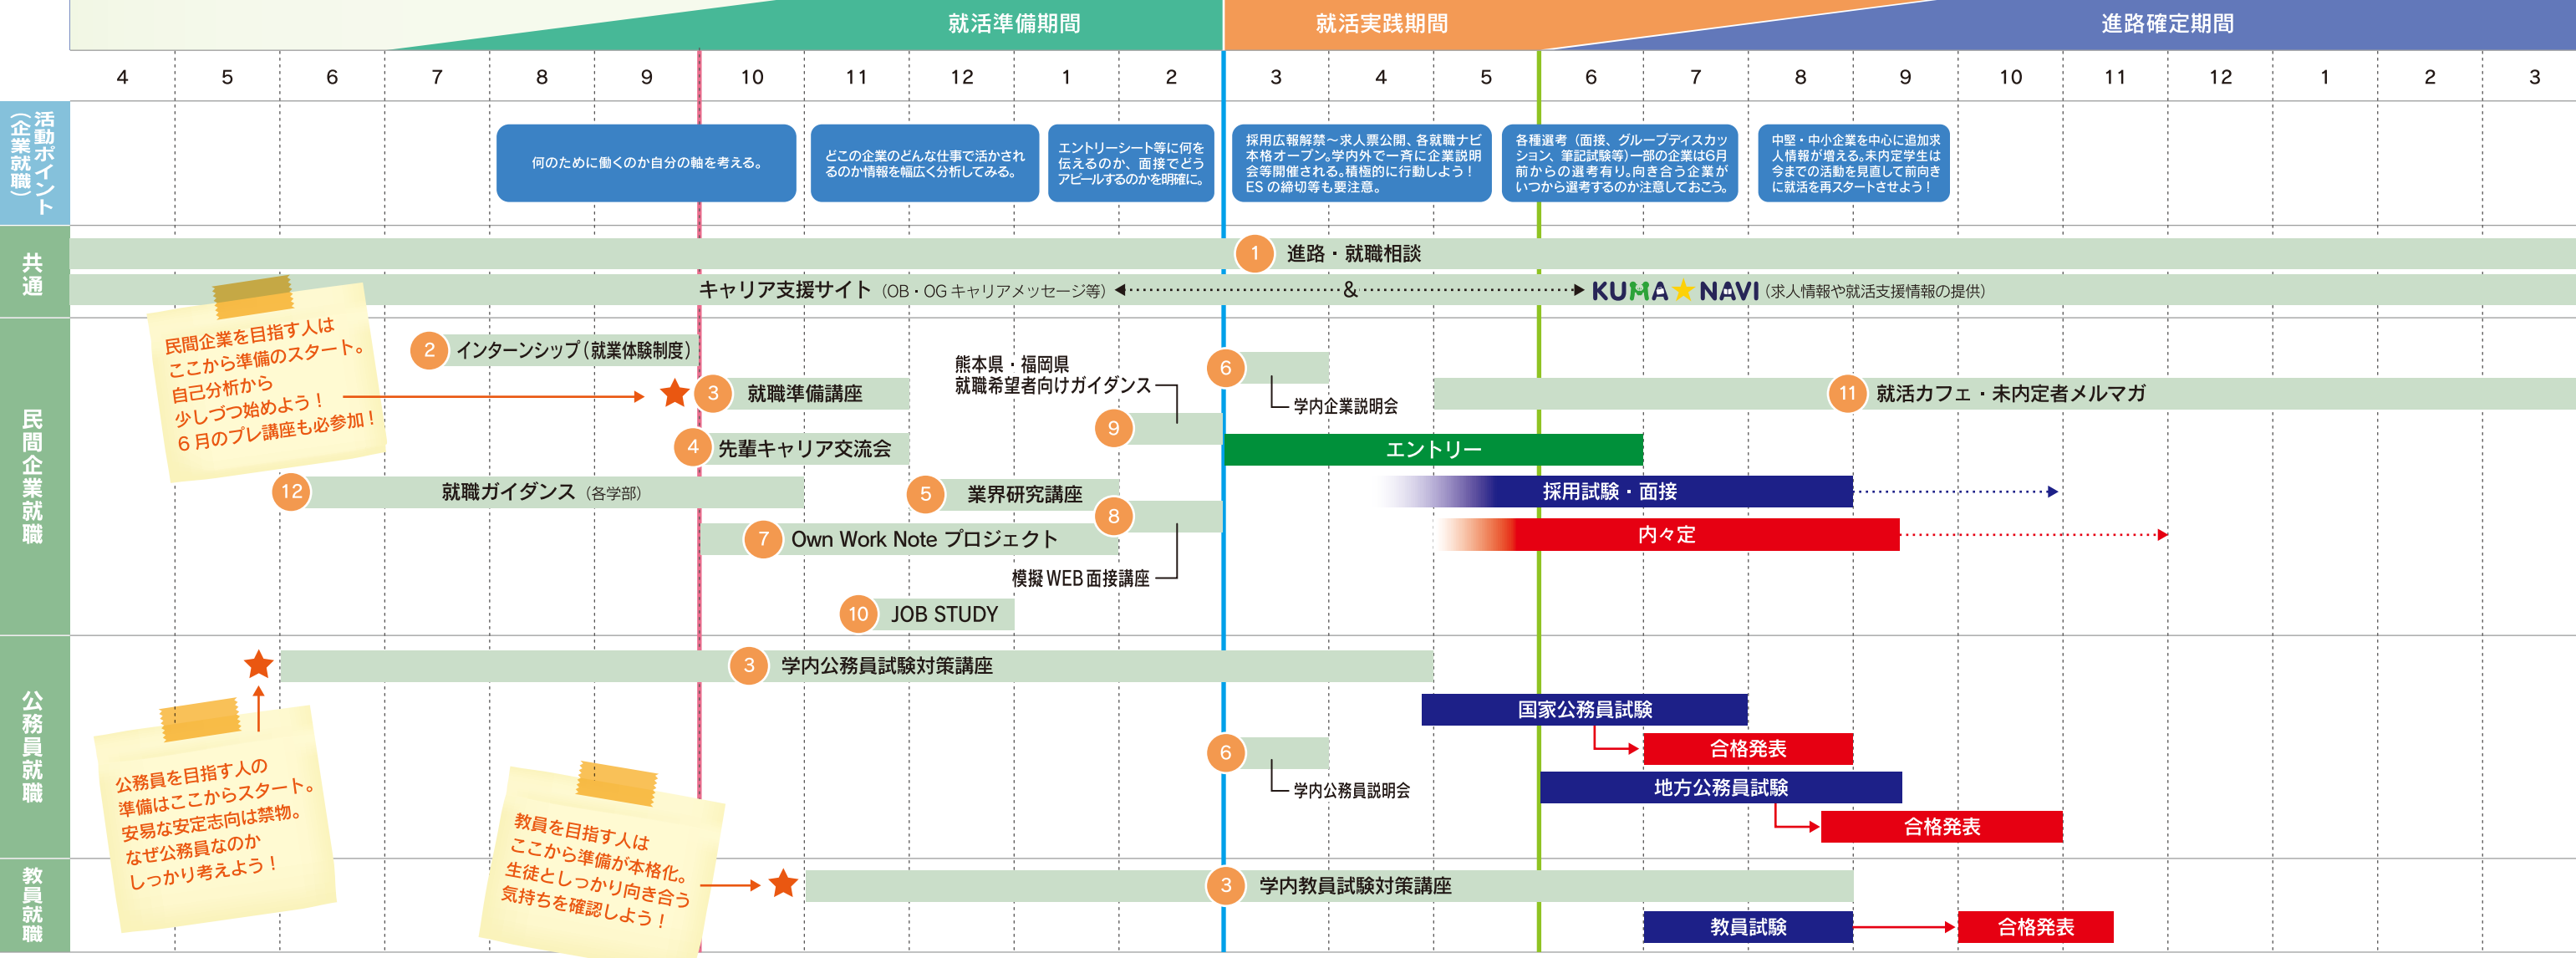 就活準備期間
就活実践期間
進路確定期間
4 5 6 7 8 9 10 11 12 1 2 3 4 5 6 7 8 9 10 11 12 1 2 3
活動ポイント
（企業就職）
何のために働くのか自分の軸を考える。
どこの企業のどんな仕事で活かされ
るのか情報を幅広く分析してみる。
エントリーシート等に何を
伝えるのか、面接でどう
アピールするのかを明確に。
採用広報解禁～求人票公開、各就職ナビ
本格オープン。学内外で一斉に企業説明
会等開催される。積極的に行動しよう！
ES の締切等も要注意。
各種選考（面接、グループディスカッ
ション、筆記試験等）一部の企業は6月
前からの選考有り。向き合う企業が
いつから選考するのか注意しておこう。
中堅・中小企業を中心に追加求
人情報が増える。未内定学生は
今までの活動を見直して前向き
に就活を再スタートさせよう！
共通
1 進路・就職相談
キャリア支援サイト（OB・OG キャリアメッセージ等）
&
KUMA★NAVI（求人情報や就活支援情報の提供）
民間企業就職
民間企業を目指す人は
ここから準備のスタート。
自己分析から
少しづつ始めよう！
6 月のプレ講座も必参加！
2 インターンシップ（就業体験制度）
3 就職準備講座
4 先輩キャリア交流会
12 就職ガイダンス（各学部）
5 業界研究講座
7 Own Work Note プロジェクト
10 JOB STUDY
熊本県・福岡県
就職希望者向けガイダンス
9
8
模擬 WEB 面接講座
6
学内企業説明会
エントリー
11 就活カフェ・未内定者メルマガ
採用試験・面接
内々定
公務員就職
3 学内公務員試験対策講座
公務員を目指す人の
準備はここからスタート。
安易な安定志向は禁物。
なぜ公務員なのか
しっかり考えよう！
6
学内公務員説明会
国家公務員試験
合格発表
地方公務員試験
合格発表
教員就職
教員を目指す人は
ここから準備が本格化。
生徒としっかり向き合う
気持ちを確認しよう！
3 学内教員試験対策講座
教員試験
合格発表